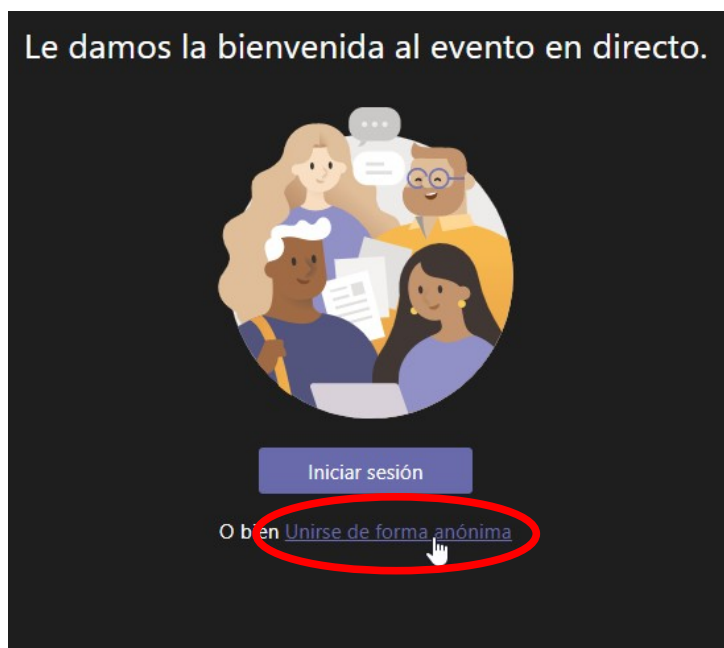 Le damos la bienvenida al evento en directo.
Iniciar sesión
O bien Unirse de forma anónima